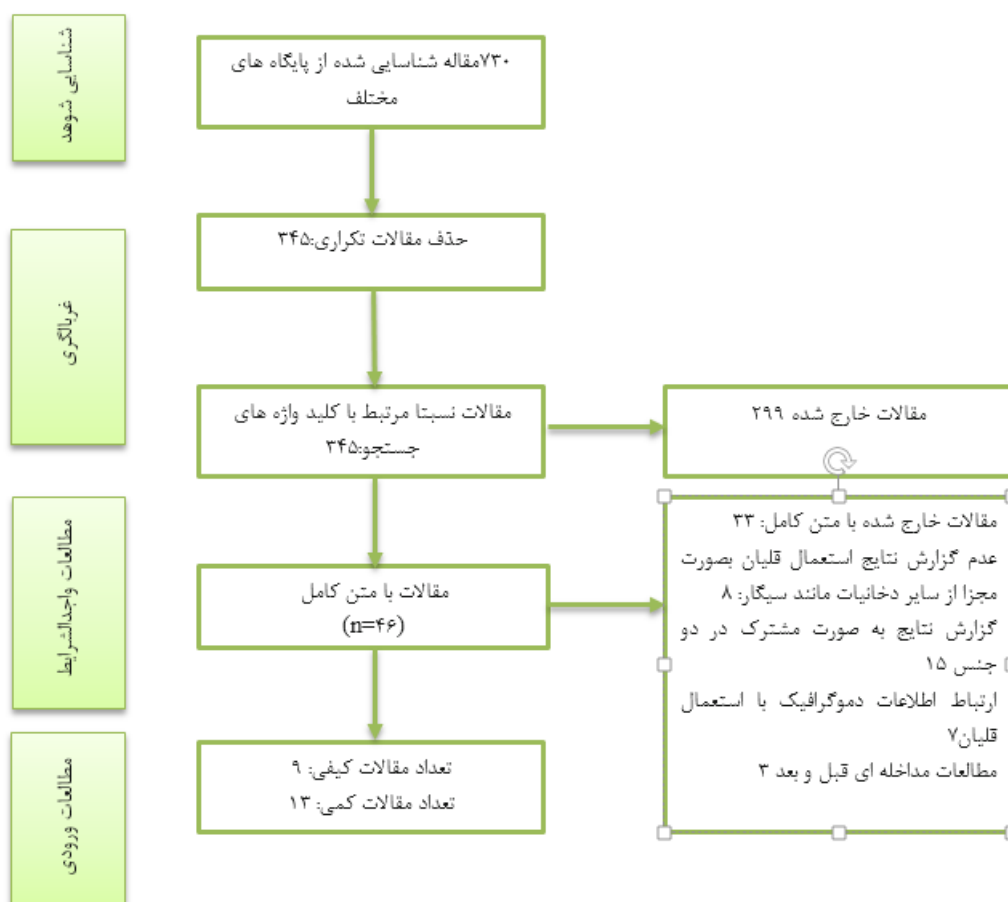 شناسایی شوهد
۷۳۰مقاله شناسایی شده از پایگاه های
مختلف
حذف مقالات تکراری:۳۴۵
غربالگری
مقالات نسبتا مرتبط با کلید واژه های
جستجو:۳۴۵
مقالات خارج شده ۲۹۹
مطالعات واجدالشرایط
مقالات با متن کامل
(n=۴۶)
مقالات خارج شده با متن کامل: ۳۳
عدم گزارش نتایج استعمال قلیان بصورت
مجزا از سایر دخانیات مانند سیگار: ۸
گزارش نتایج به صورت مشترک در دو
جنس ۱۵
ارتباط اطلاعات دموگرافیک با استعمال
قلیان۷
مطالعات مداخله ای قبل و بعد ۳
مطالعات ورودی
تعداد مقالات کیفی: ۹
تعداد مقالات کمی: ۱۳